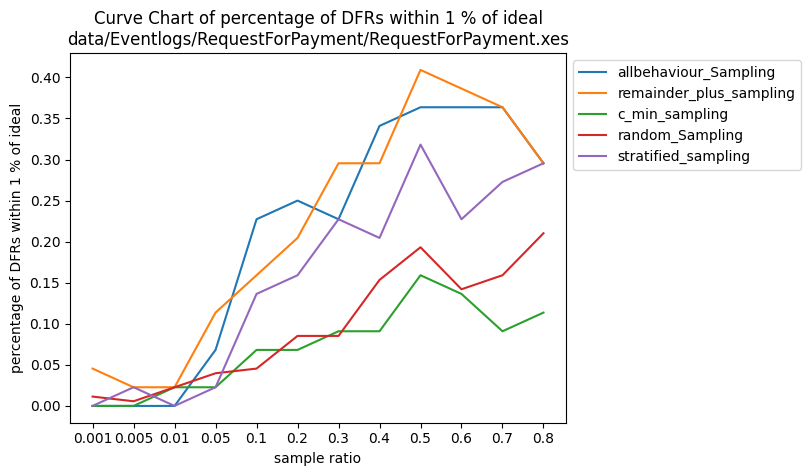 Curve Chart of percentage of DFRs within 1 % of ideal
data/Eventlogs/RequestForPayment/RequestForPayment.xes
percentage of DFRs within 1 % of ideal
0.40
0.35
0.30
0.25
0.20
0.15
0.10
0.05
0.00
0.001 0.005 0.01 0.05 0.1 0.2 0.3 0.4 0.5 0.6 0.7 0.8
sample ratio
allbehaviour_Sampling
remainder_plus_sampling
c_min_sampling
random_Sampling
stratified_sampling